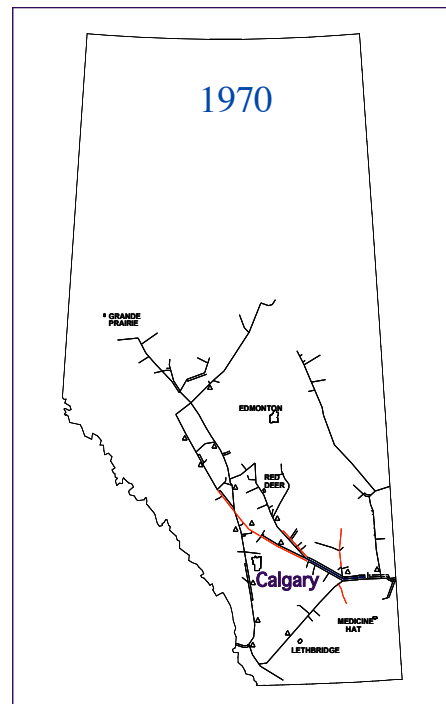 1970
GRANDE
PRAIRIE
EDMONTON
RED
DEER
Calgary
MEDICINE
HAT
LETHBRIDGE